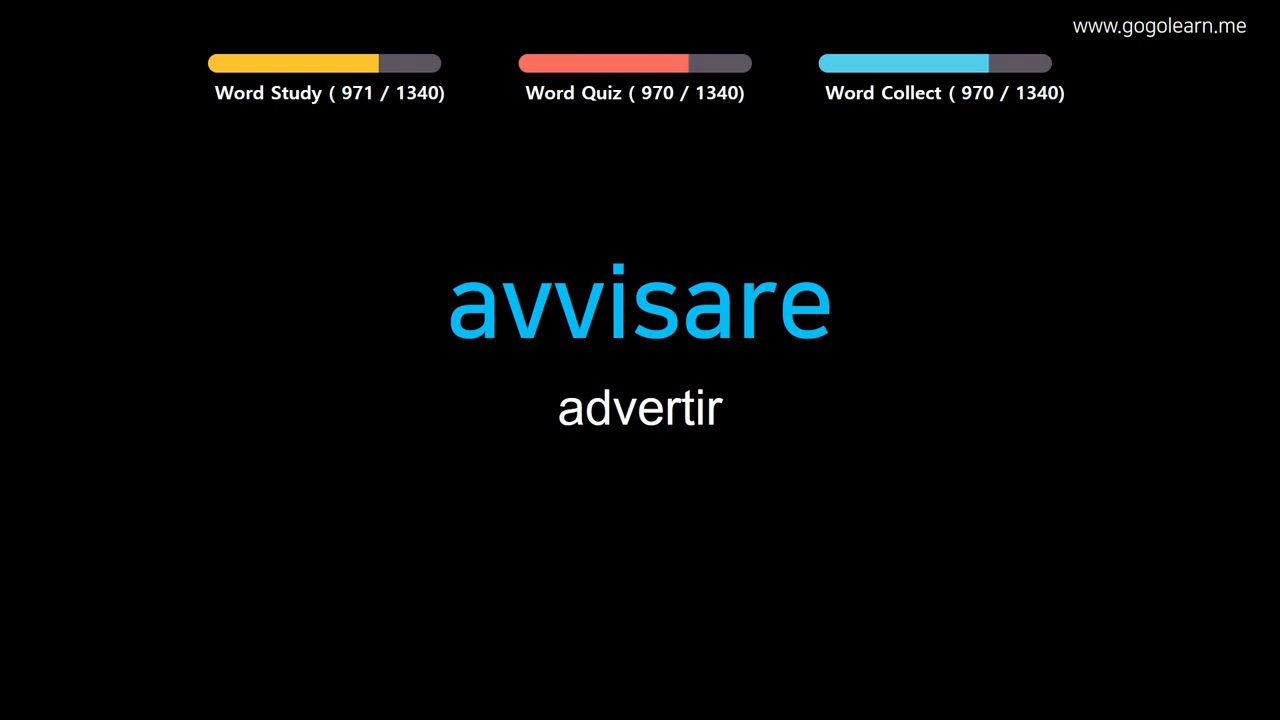 www.gogolearn.me
Word Study ( 971 / 1340)
Word Quiz ( 970 / 1340)
Word Collect ( 970 / 1340)
avvisare
advertir